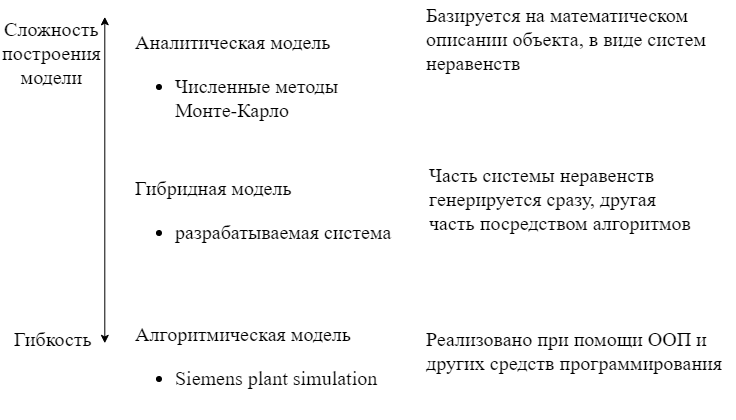 Сложность
построения
модели
Аналитическая модель
Численные методы
Монте-Карло
Базируется на математическом
описании объекта, в виде систем
неравенств
Гибридная модель
разрабатываемая система
Часть системы неравенств
генерируется сразу, другая
часть посредством алгоритмов
Гибкость
Алгоритмическая модель
Siemens plant simulation
Реализовано при помощи ООП и
других средств программирования